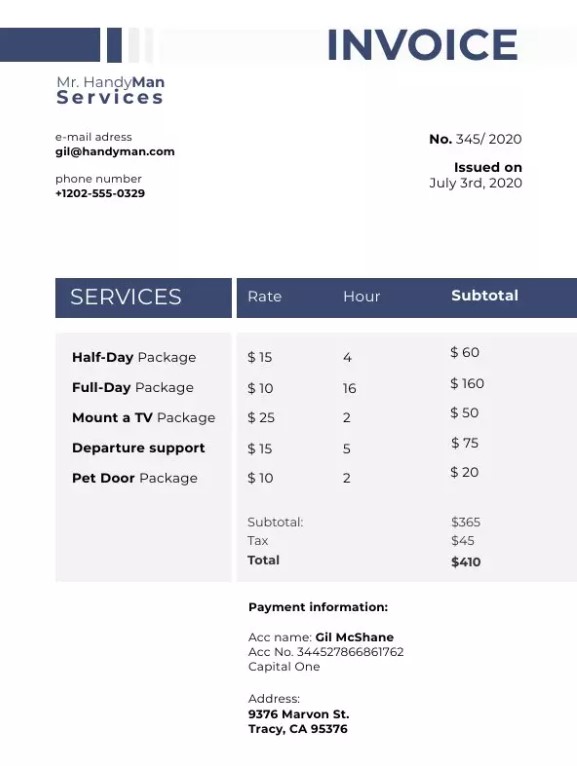 INVOICE
Mr. HandyMan
Services
e-mail adress
gil@handyman.com
phone number
+1202-555-0329
No. 345/ 2020
Issued on
July 3rd, 2020
SERVICES Rate Hour Subtotal
Half-Day Package $ 15 4 $ 60
Full-Day Package $ 10 16 $ 160
Mount a TV Package $ 25 2 $ 50
Departure support $ 15 5 $ 75
Pet Door Package $ 10 2 $ 20
Subtotal: $365
Tax $45
Total $410
Payment information:
Acc name: Gil McShane
Acc No. 344527866861762
Capital One
Address:
9376 Marvon St.
Tracy, CA 95376